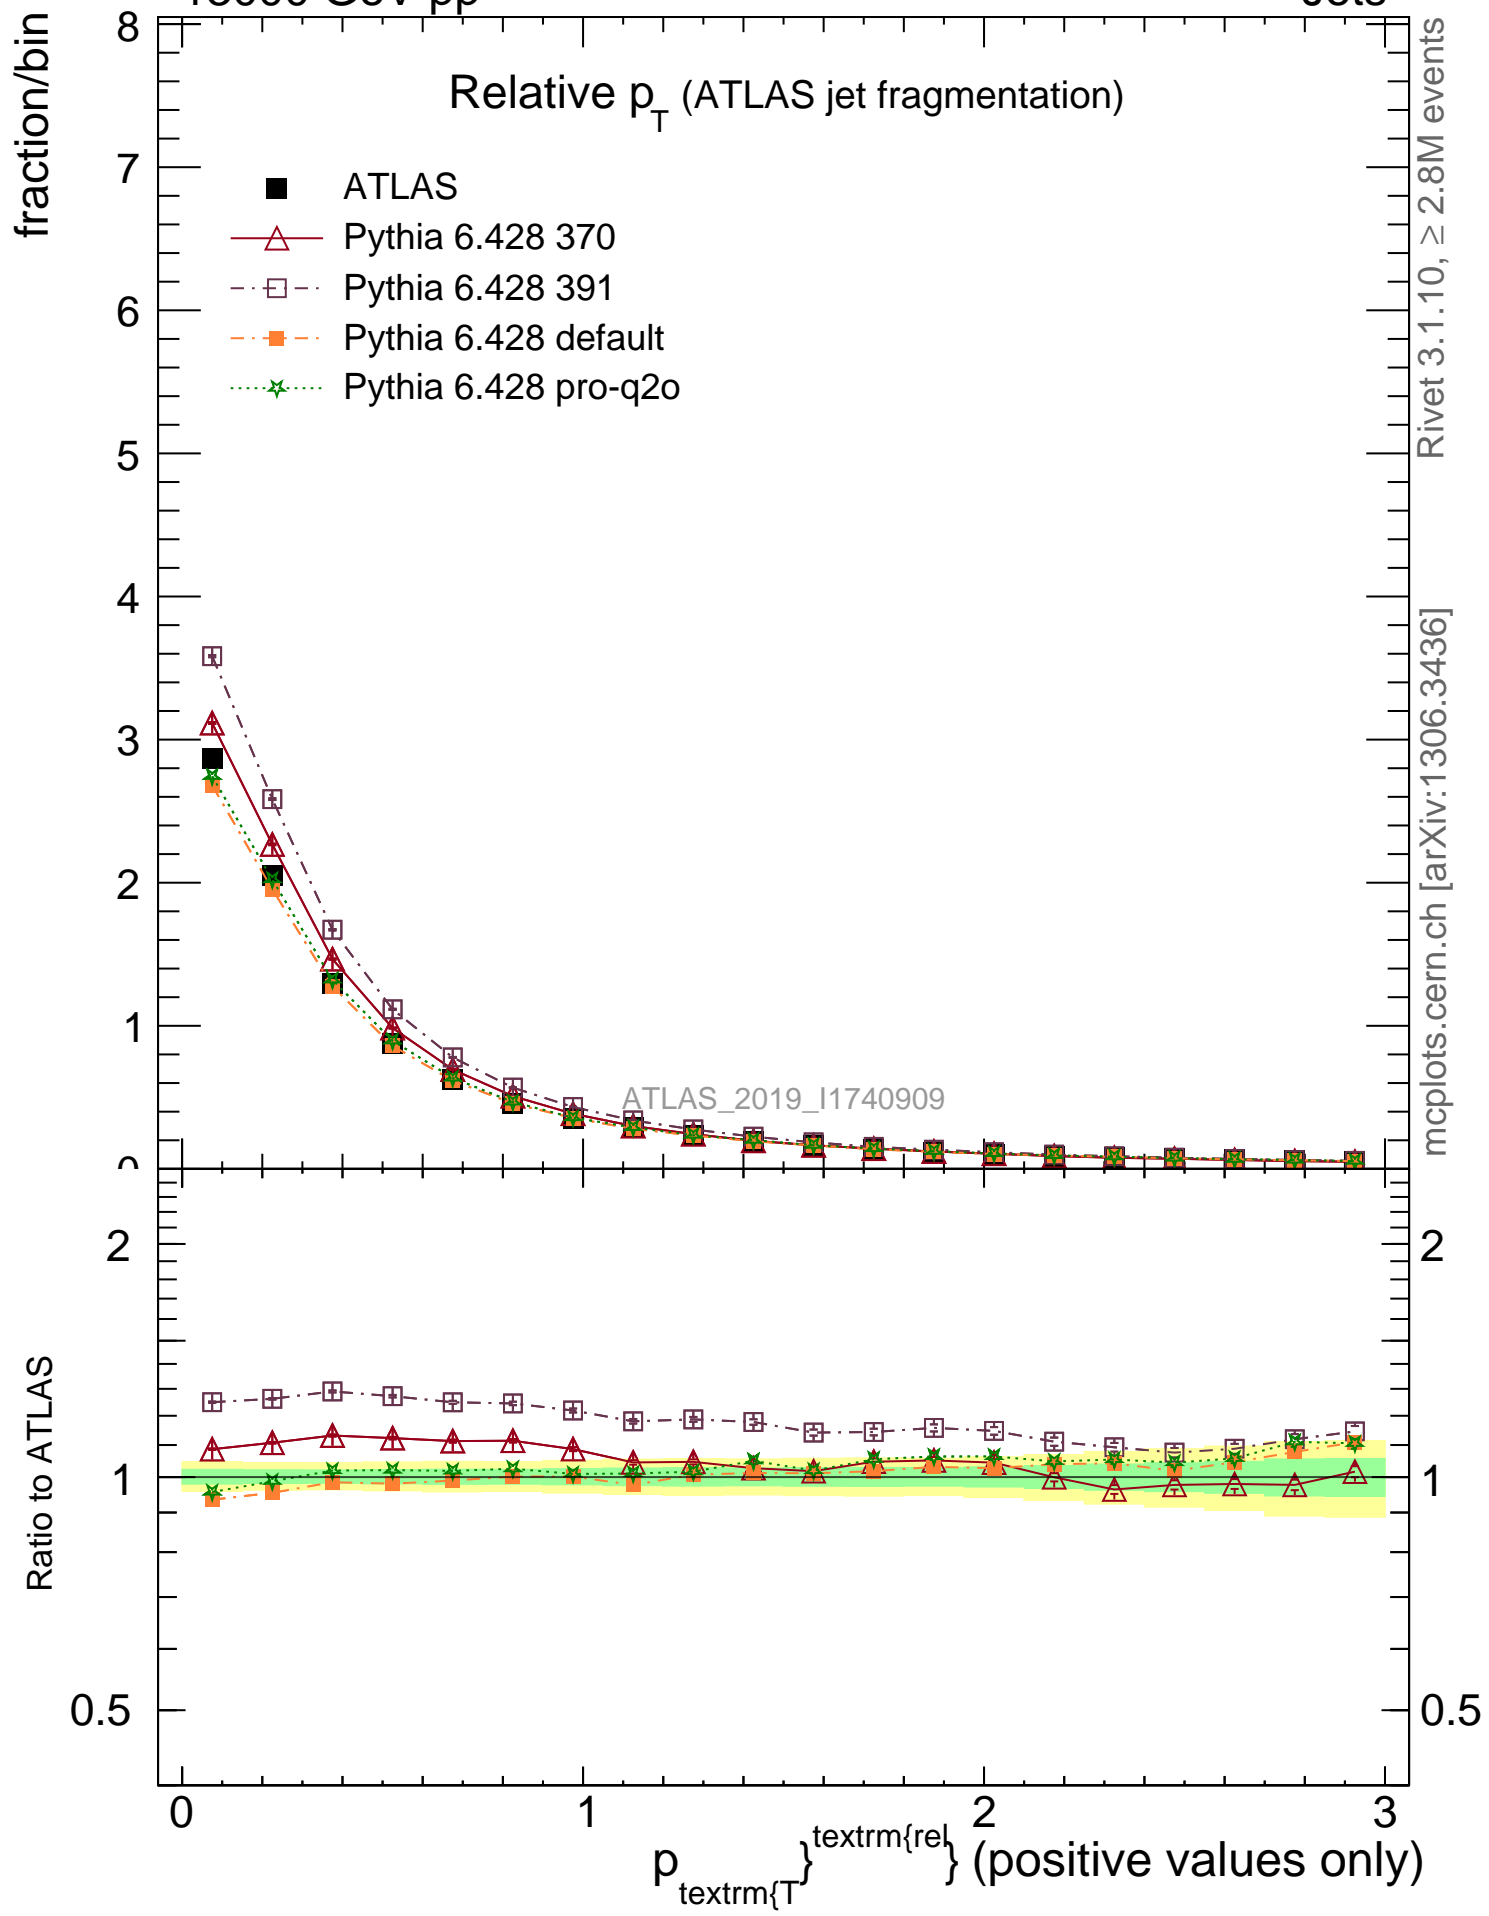 fraction/bin
Relative pT (ATLAS jet fragmentation)
ATLAS
Pythia 6.428 370
Pythia 6.428 391
Pythia 6.428 default
Pythia 6.428 pro-q2o
8
7
6
5
4
3
2
1
0
ATLAS_2019_I1740909
Rivet 3.1.10, ≥ 2.8M events
mcplots.cern.ch [arXiv:1306.3436]
Ratio to ATLAS
2
1
0.5
2
1
0.5
0 1 2 3
p_textrm{T}^textrm{rel} (positive values only)